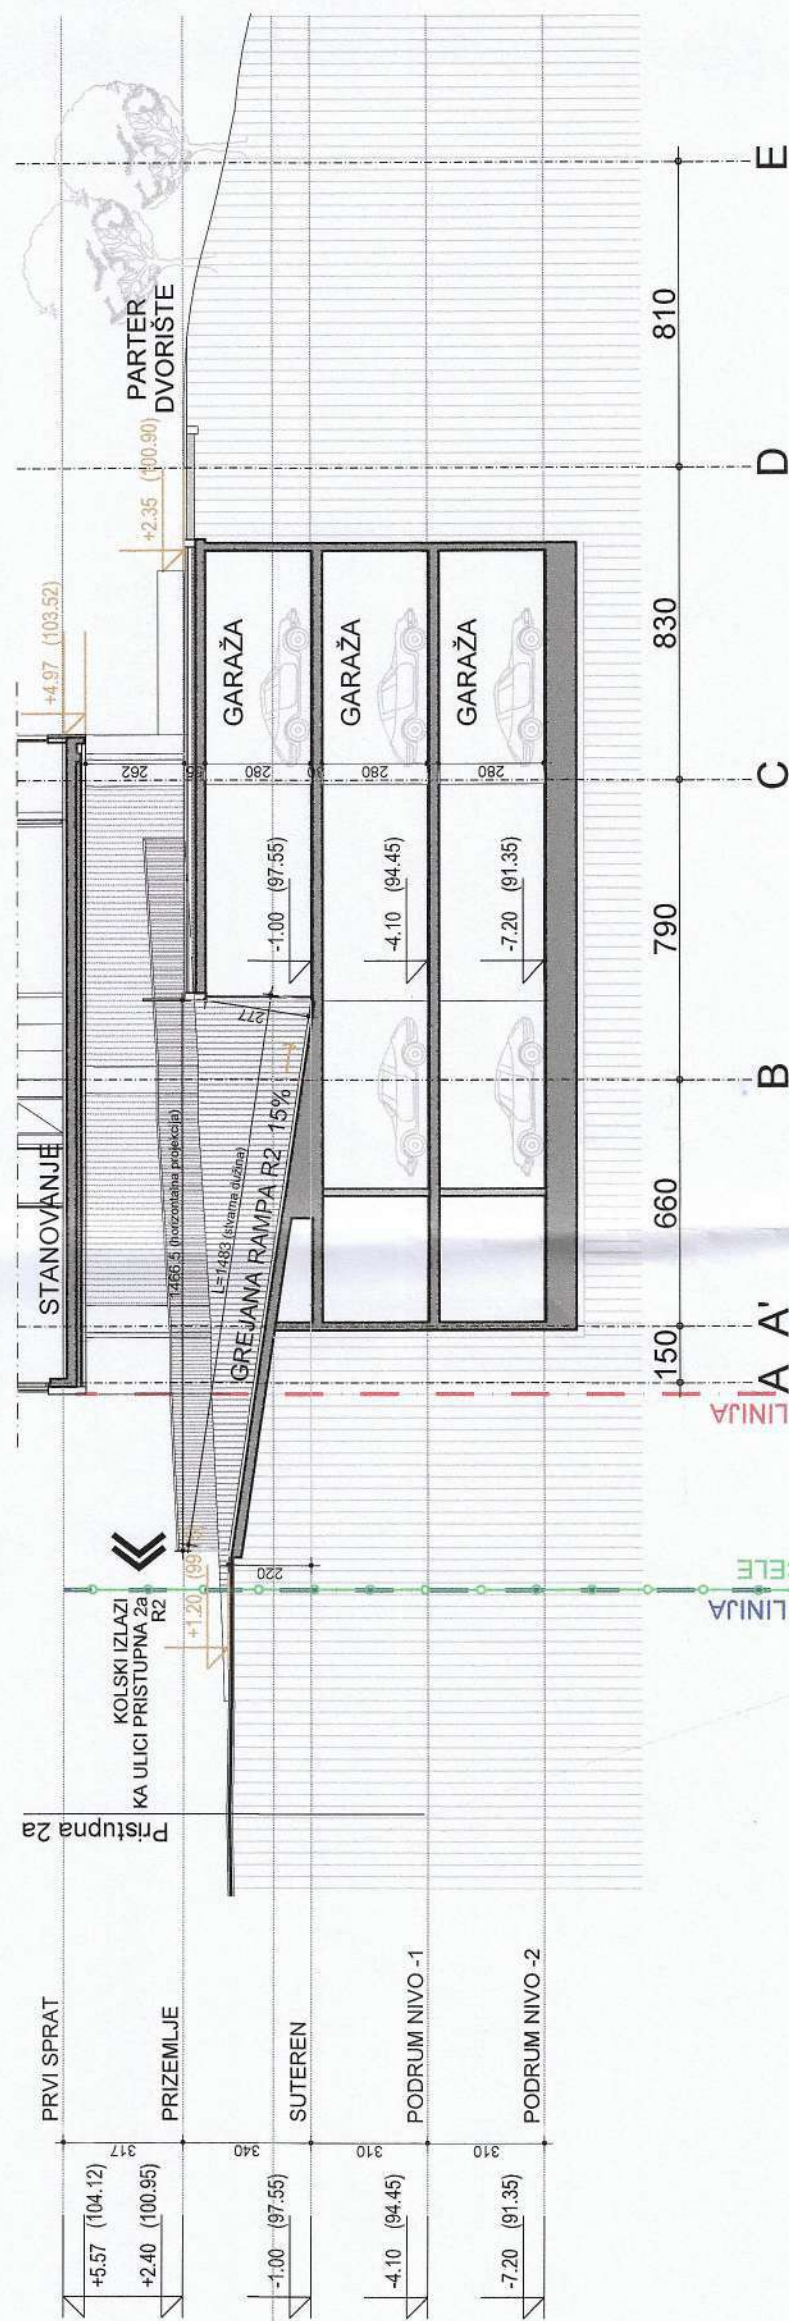 PRVI SPRAT
PRIZEMLJE
SUTEREN
PODRUM NIVO -1
PODRUM NIVO -2
+5.57 (104.12)
+2.40 (100.95)
-1.00 (97.55)
-4.10 (94.45)
-7.20 (91.35)
317
340
310
310
Pristupna 2a
KOLSKI IZLAZI
KA ULICI PRISTUPNA 2a
R2
+1.20 (99
220
STANOVANJE
1466,5 (horizontalna projekcija)
L=1483 (stvarna dužina)
GREJANA RAMPA R2 15%
277
+4.97 (103.52)
+2.35 (100.90)
PARTER
DVORIŠTE
262
280
30
280
280
GARAŽA
GARAŽA
GARAŽA
-1.00 (97.55)
-4.10 (94.45)
-7.20 (91.35)
150
660
790
830
810
A
A'
B
C
D
E
LINIJA
CELE
LINIJA